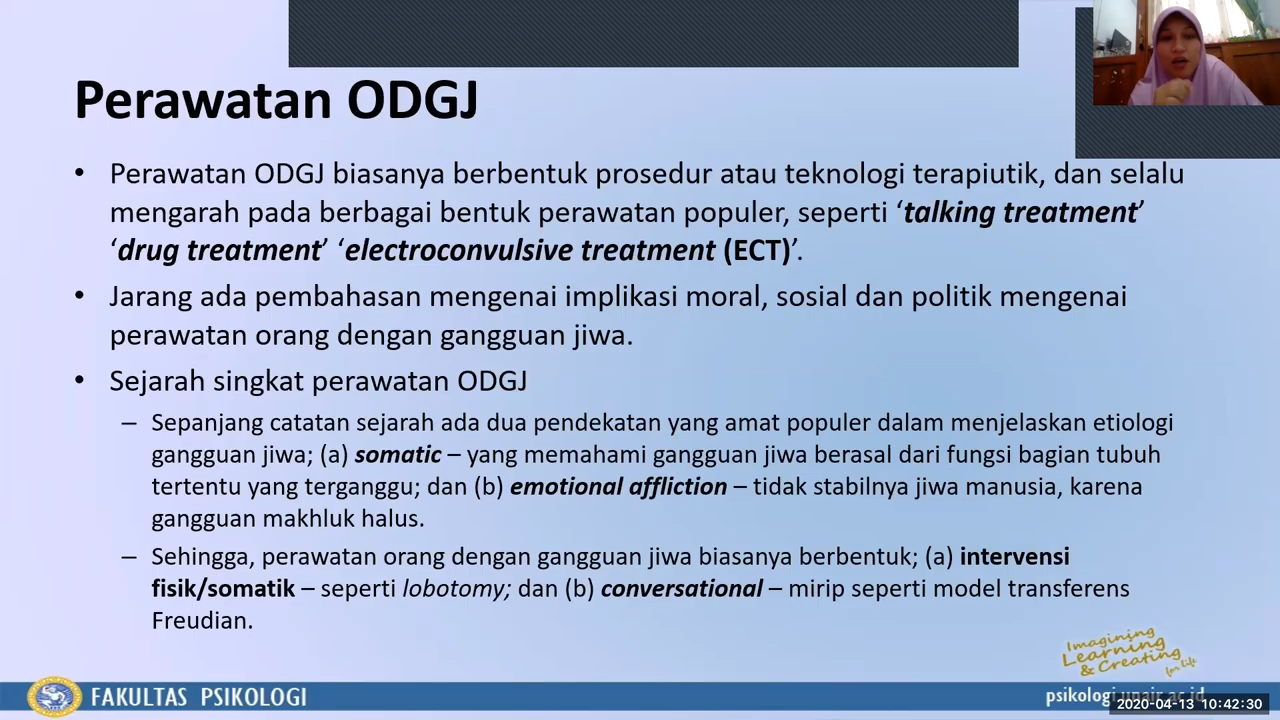 Perawatan ODGJ
• Perawatan ODGJ biasanya berbentuk prosedur atau teknologi terapiutik, dan selalu
mengarah pada berbagai bentuk perawatan populer, seperti ‘talking treatment’
‘drug treatment’ ‘electroconvulsive treatment (ECT)’.
• Jarang ada pembahasan mengenai implikasi moral, sosial dan politik mengenai
perawatan orang dengan gangguan jiwa.
• Sejarah singkat perawatan ODGJ
– Sepanjang catatan sejarah ada dua pendekatan yang amat populer dalam menjelaskan etiologi
gangguan jiwa; (a) somatic – yang memahami gangguan jiwa berasal dari fungsi bagian tubuh
tertentu yang terganggu; dan (b) emotional affliction – tidak stabilnya jiwa manusia, karena
gangguan makhluk halus.
– Sehingga, perawatan orang dengan gangguan jiwa biasanya berbentuk; (a) intervensi
fisik/somatik – seperti lobotomy; dan (b) conversational – mirip seperti model transferens
Freudian.
Imagining
Learning
& Creating
for life
FAKULTAS PSIKOLOGI
psikologi.unair.ac.id
2020-04-13 10:42:30